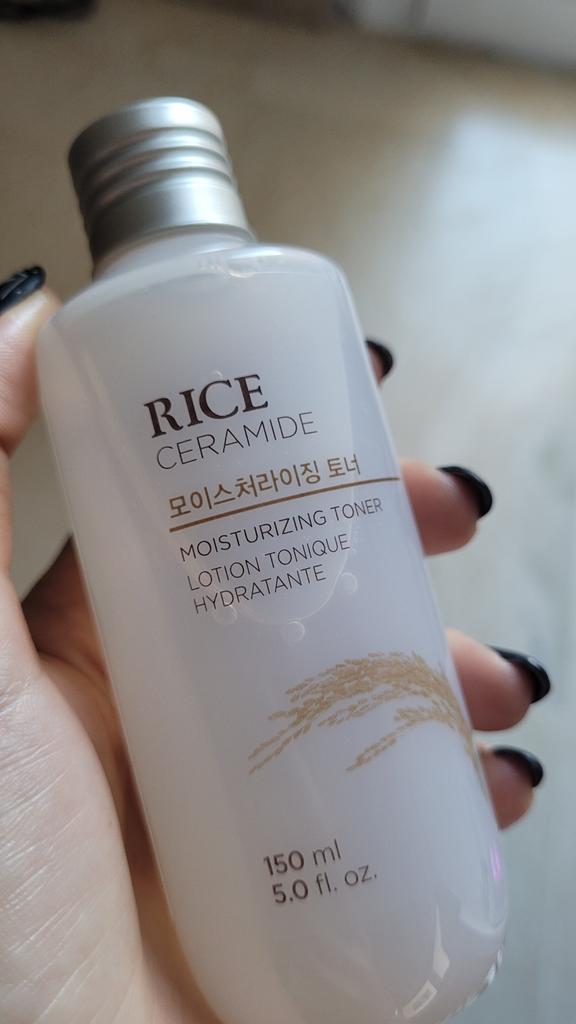 RICE
CERAMIDE
모이스처라이징 토너
MOISTURIZING TONER
LOTION TONIQUE
HYDRATANTE
150 ml
5.0 fl. oz.